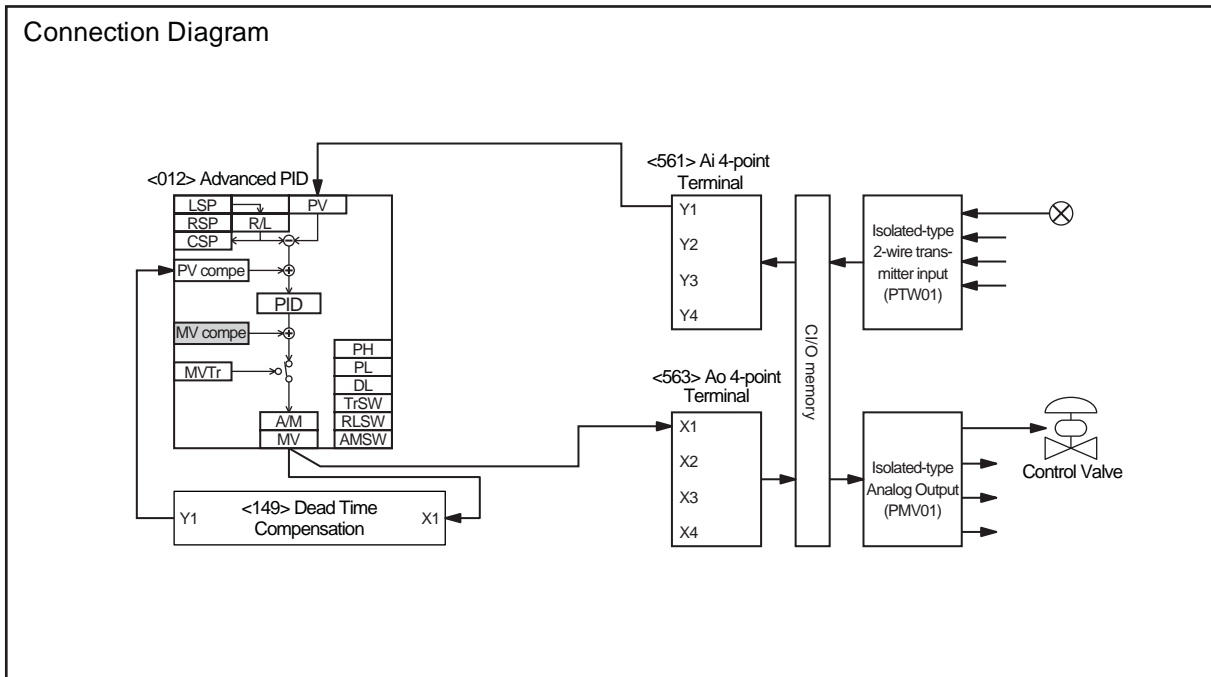 Connection Diagram
<012> Advanced PID
LSP
PV
RSP
R/L
CSP
PV compe
PID
MV compe
MVTr
PH
PL
DL
TrSW
A/M
RLSW
MV
AMSW
Y1
<149> Dead Time
Compensation
X1
<561> Ai 4-point
Terminal
Y1
Y2
Y3
Y4
<563> Ao 4-point
Terminal
X1
X2
X3
X4
CI/O memory
Isolated-type
2-wire trans-
mitter input
(PTW01)
Isolated-type
Analog Output
(PMV01)
Control Valve